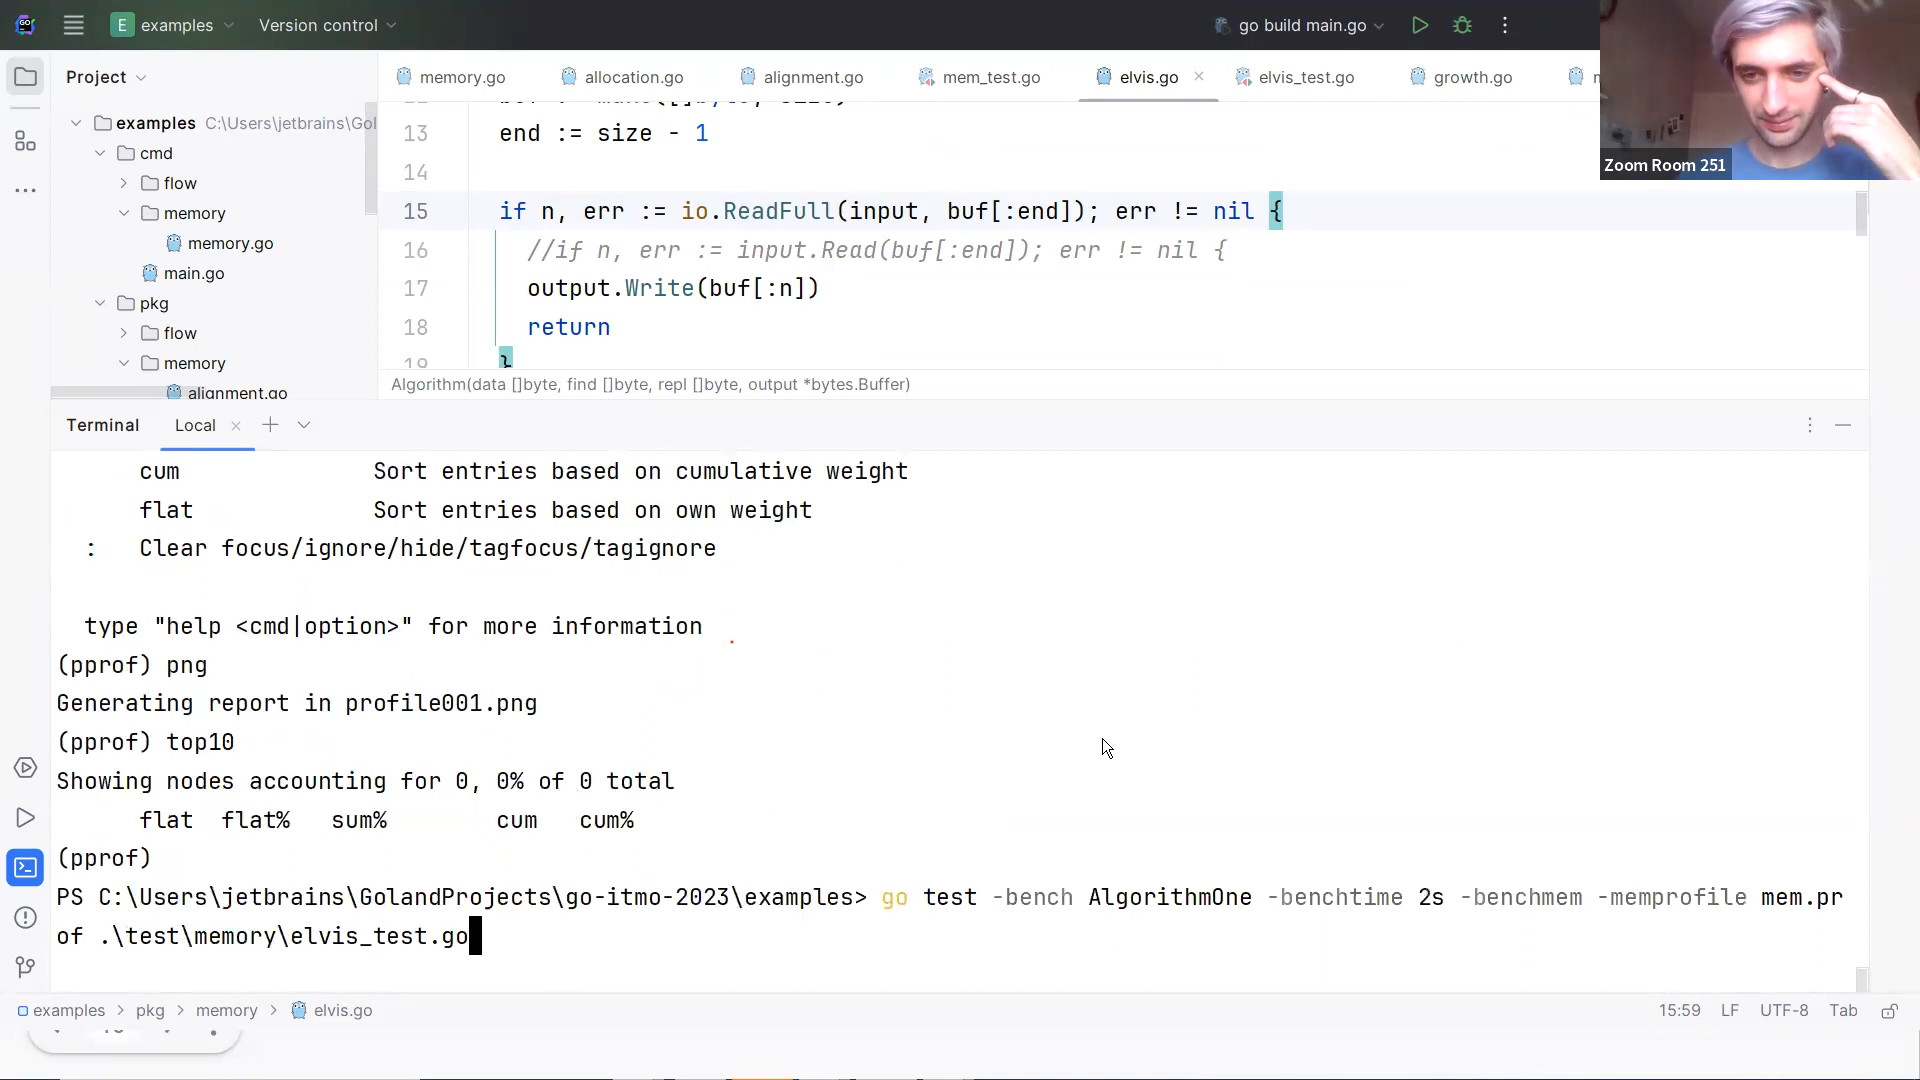 GO
E examples
Version control
go build main.go
Project
memory.go
allocation.go
alignment.go
mem_test.go
elvis.go
elvis_test.go
growth.go
Zoom Room 251
examples C:\Users\jetbrains\Gol
cmd
flow
memory
memory.go
main.go
pkg
flow
memory
alignment.go
13 end := size - 1
14
15 if n, err := io.ReadFull(input, buf[:end]); err != nil {
16 //if n, err := input.Read(buf[:end]); err != nil {
17 output.Write(buf[:n])
18 return
19 }
Algorithm(data []byte, find []byte, repl []byte, output *bytes.Buffer)
Terminal
Local
cum Sort entries based on cumulative weight
flat Sort entries based on own weight
: Clear focus/ignore/hide/tagfocus/tagignore
type "help <cmd|option>" for more information
(pprof) png
Generating report in profile001.png
(pprof) top10
Showing nodes accounting for 0, 0% of 0 total
flat flat% sum% cum cum%
(pprof)
PS C:\Users\jetbrains\GolandProjects\go-itmo-2023\examples> go test -bench AlgorithmOne -benchtime 2s -benchmem -memprofile mem.pr
of .\test\memory\elvis_test.go
examples > pkg > memory > elvis.go
15:59 LF UTF-8 Tab